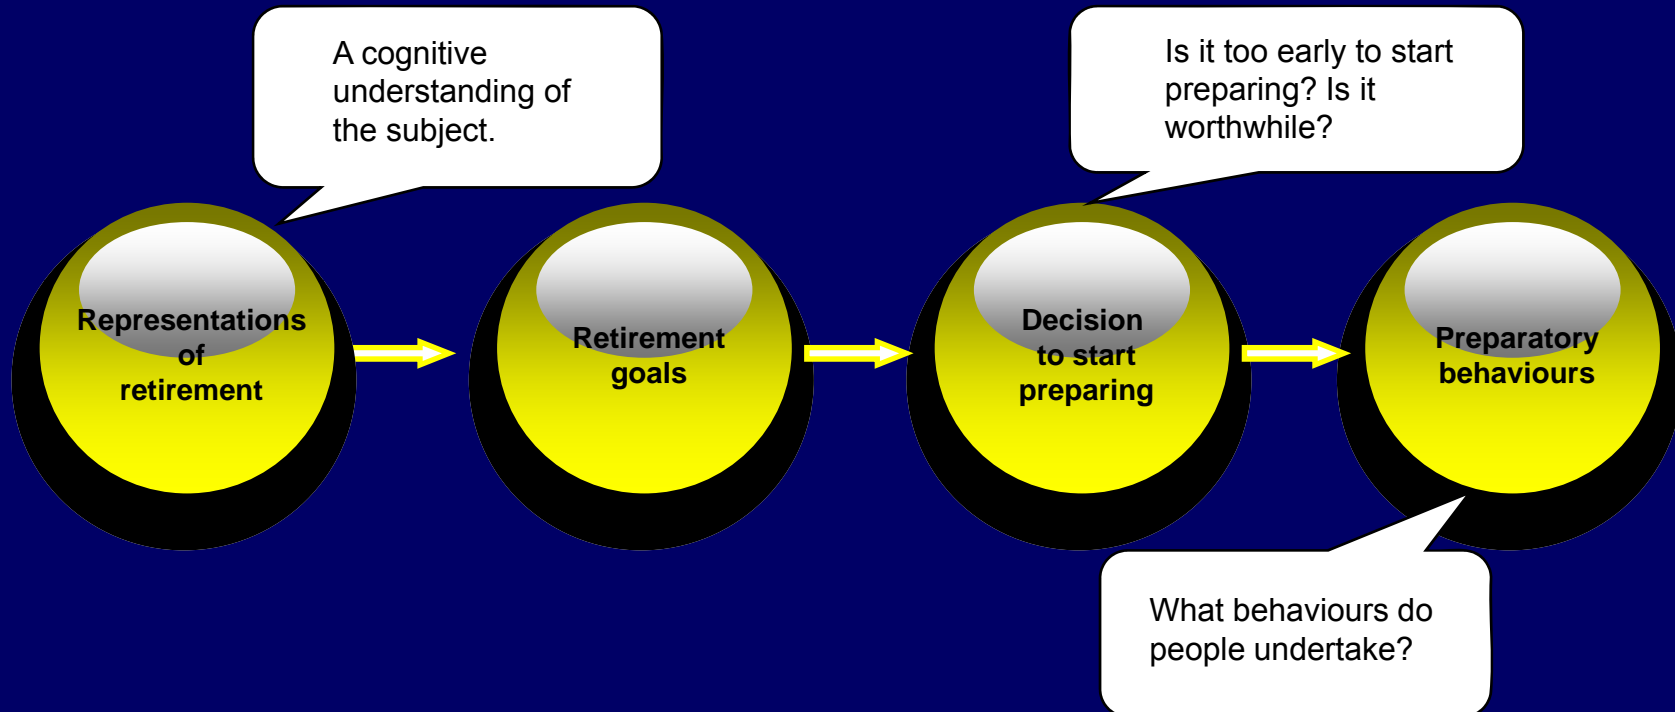 A cognitive
understanding of
the subject.
Is it too early to start
preparing? Is it
worthwhile?
Representations
of
retirement
Retirement
goals
Decision
to start
preparing
Preparatory
behaviours
What behaviours do
people undertake?